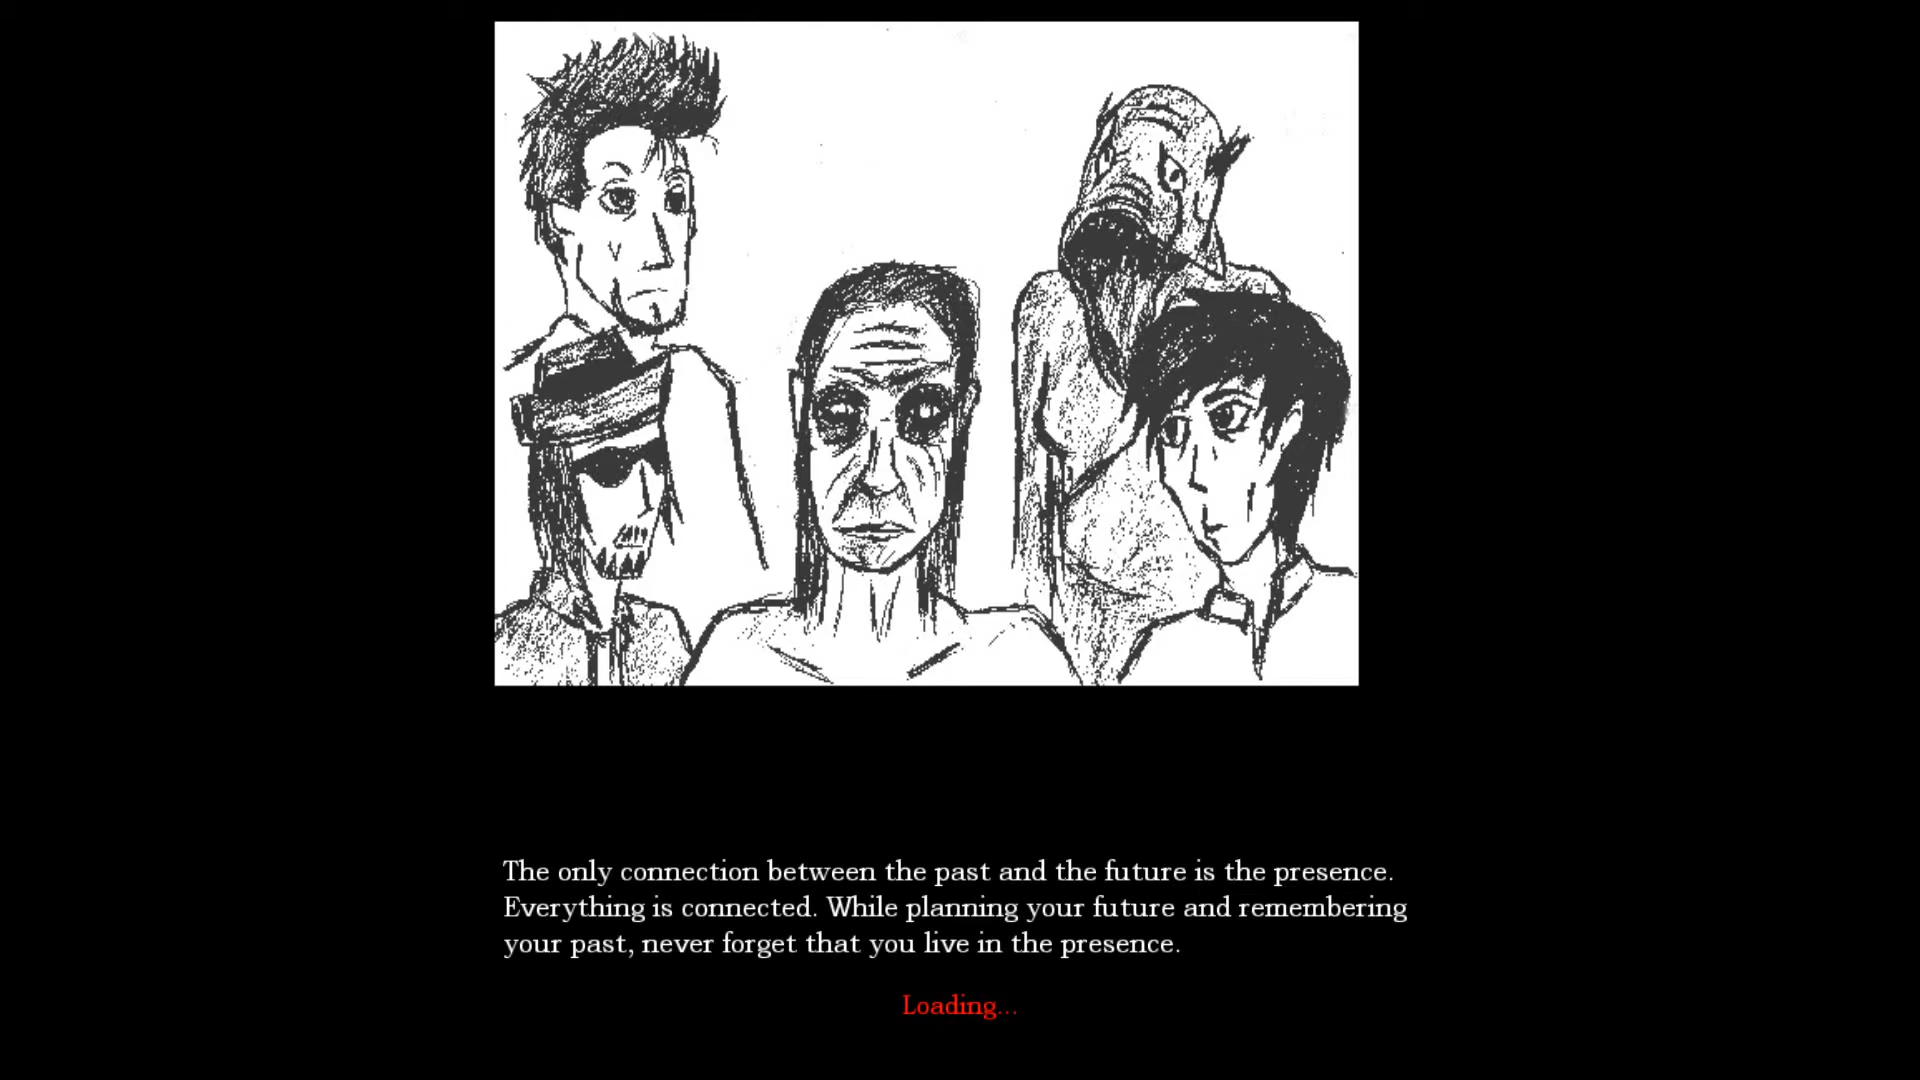 The only connection between the past and the future is the presence.
Everything is connected. While planning your future and remembering
your past, never forget that you live in the presence.
Loading...